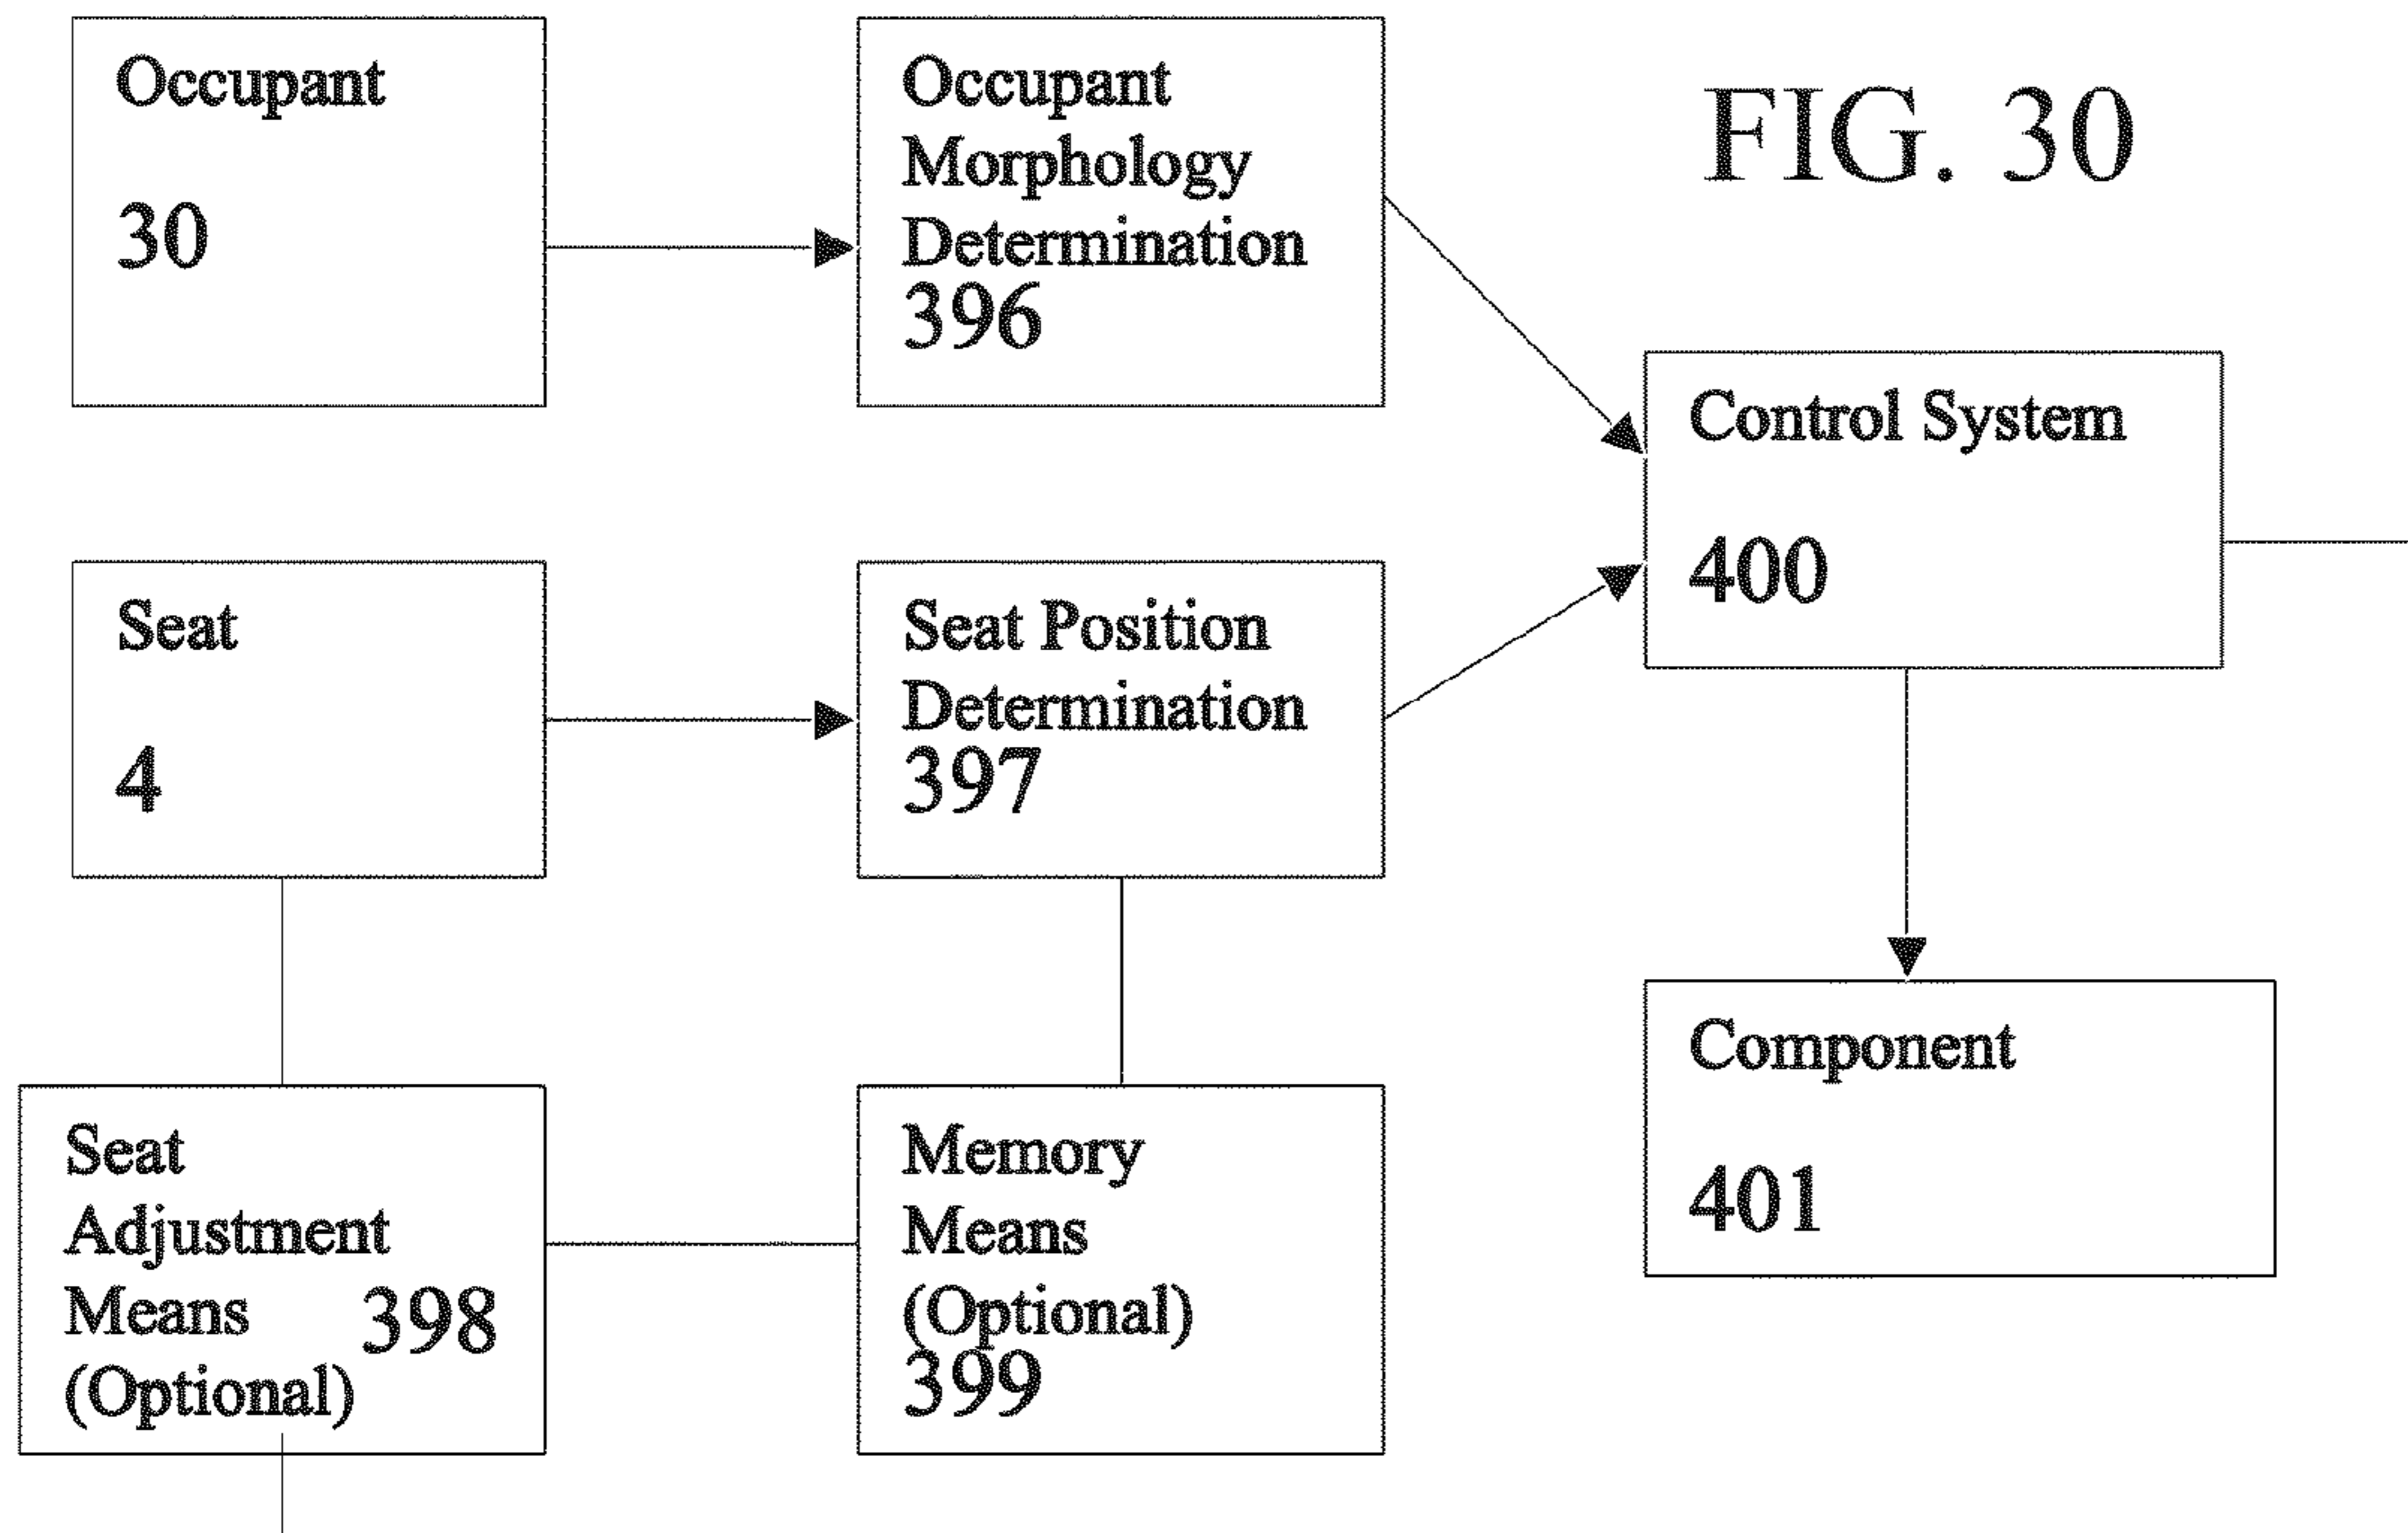 Occupant
30
Occupant
Morphology
Determination
396
FIG. 30
Control System
400
Seat
4
Seat Position
Determination
397
Component
401
Seat
Adjustment
Means 398
(Optional)
Memory
Means
(Optional)
399